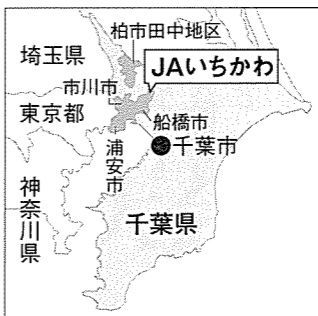 柏市田中地区
埼玉県
JAいちかわ
市川市
東京都
船橋市
千葉市
浦安市
神奈川県
千葉県